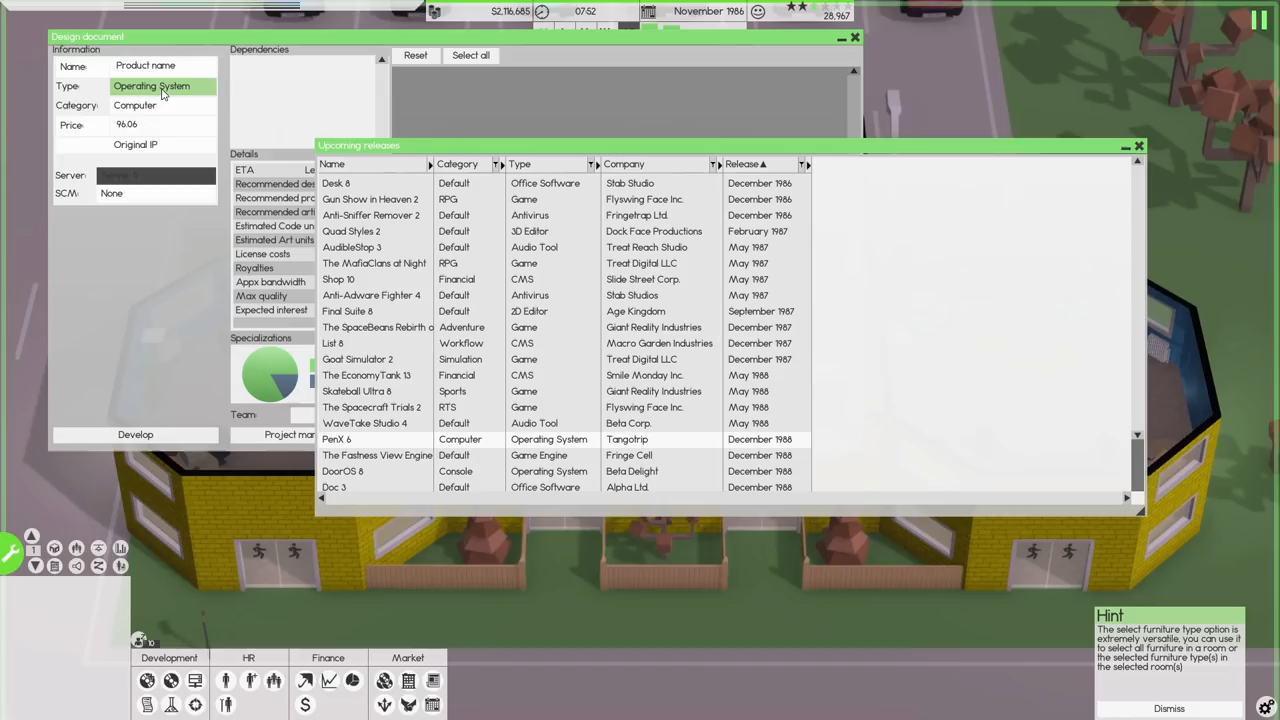 $2,116,685 07:52 November 1986 28,967
Design document
Information
Name: Product name
Type: Operating System
Category: Computer
Price: 96.06
Original IP
Server:
SCM: None
Develop
Dependencies
Reset Select all
Details
ETA Le
Recommended des
Recommended pro
Recommended arti
Estimated Code un
Estimated Art units
License costs
Royalties
Appx bandwidth
Max quality
Expected interest
Specializations
Team:
Project mar
Upcoming releases
Name Category Type Company Release
Desk 8 Default Office Software Stab Studio December 1986
Gun Show in Heaven 2 RPG Game Flyswing Face Inc. December 1986
Anti-Sniffer Remover 2 Default Antivirus Fringetrap Ltd. December 1986
Quad Styles 2 Default 3D Editor Dock Face Productions February 1987
AudibleStop 3 Default Audio Tool Treat Reach Studio May 1987
The MafiaClans at Night RPG Game Treat Digital LLC May 1987
Shop 10 Financial CMS Slide Street Corp. May 1987
Anti-Adware Fighter 4 Default Antivirus Stab Studios May 1987
Final Suite 8 Default 2D Editor Age Kingdom September 1987
The SpaceBeans Rebirth o Adventure Game Giant Reality Industries December 1987
List 8 Workflow CMS Macro Garden Industries December 1987
Goat Simulator 2 Simulation Game Treat Digital LLC December 1987
The EconomyTank 13 Financial CMS Smile Monday Inc. May 1988
Skateball Ultra 8 Sports Game Giant Reality Industries May 1988
The Spacecraft Trials 2 RTS Game Flyswing Face Inc. May 1988
WaveTake Studio 4 Default Audio Tool Beta Corp. May 1988
PenX 6 Computer Operating System Tangotrip December 1988
The Fastness View Engine Default Game Engine Fringe Cell December 1988
DoorOS 8 Console Operating System Beta Delight December 1988
Doc 3 Default Office Software Alpha Ltd. December 1988
1
10
Development HR Finance Market
Hint
The select furniture type option is
extremely versatile, you can use it
to select all furniture in a room or
the selected furniture type(s) in
the selected room(s)
Dismiss